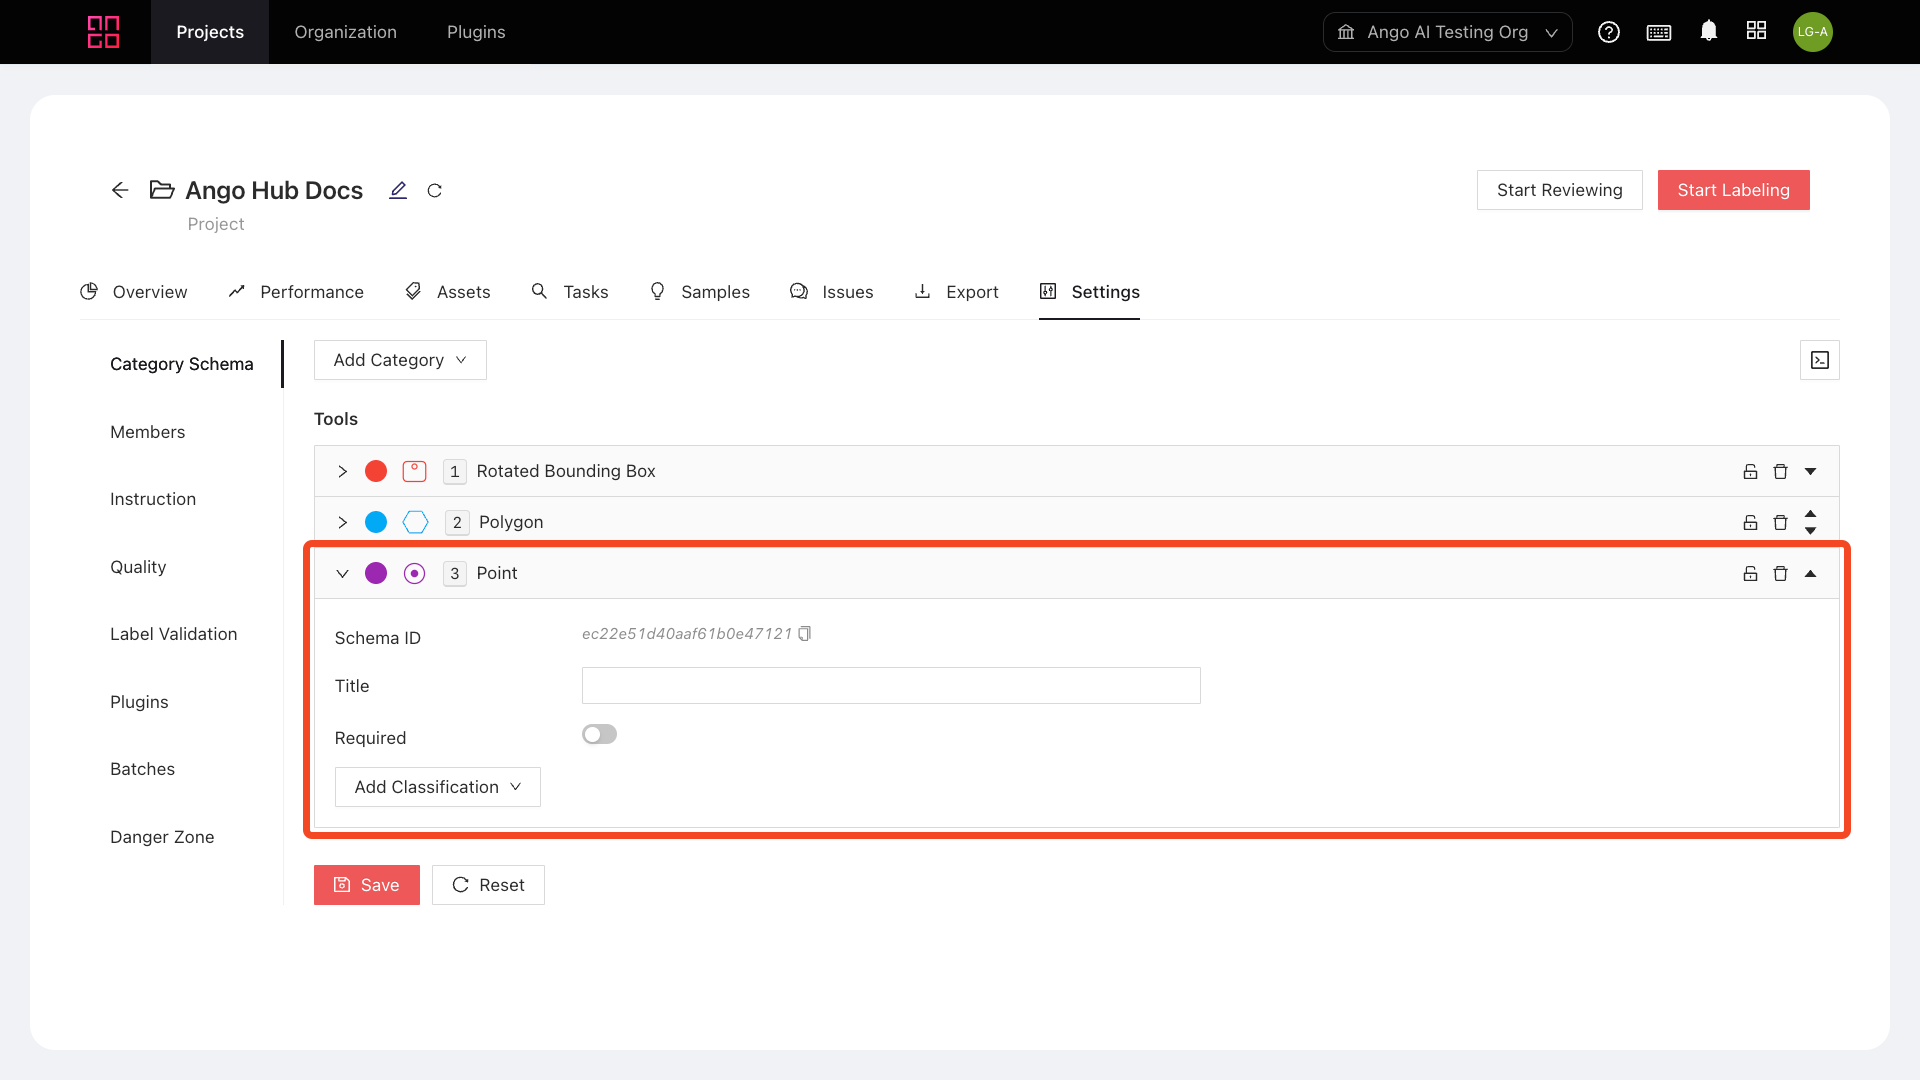 Projects
Organization
Plugins
Ango AI Testing Org
LG-A
Ango Hub Docs
Project
Start Reviewing
Start Labeling
Overview
Performance
Assets
Tasks
Samples
Issues
Export
Settings
Category Schema
Members
Instruction
Quality
Label Validation
Plugins
Batches
Danger Zone
Add Category
Tools
1 Rotated Bounding Box
2 Polygon
3 Point
Schema ID ec22e51d40aaf61b0e47121
Title
Required
Add Classification
Save
Reset